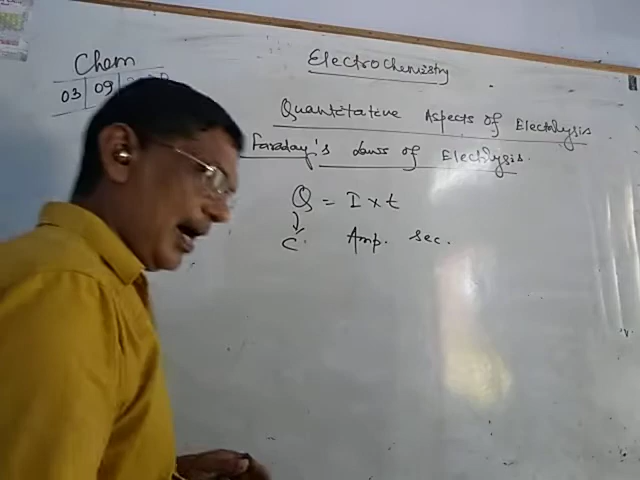 Chem
03 09
ElectroChemistry
Quantitative Aspects of Electrolysis
Faraday's Laws of Electrolysis.
Q = I × t
↓
C. Amp. sec.